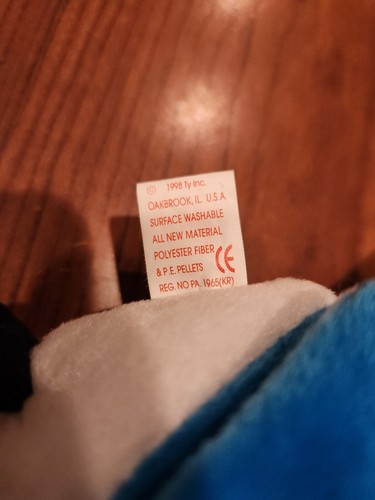 © 1998 Ty Inc.
OAKBROOK, IL. U.S.A.
SURFACE WASHABLE
ALL NEW MATERIAL
POLYESTER FIBER
& P.E. PELLETS CE
REG. NO PA. 1965(KR)